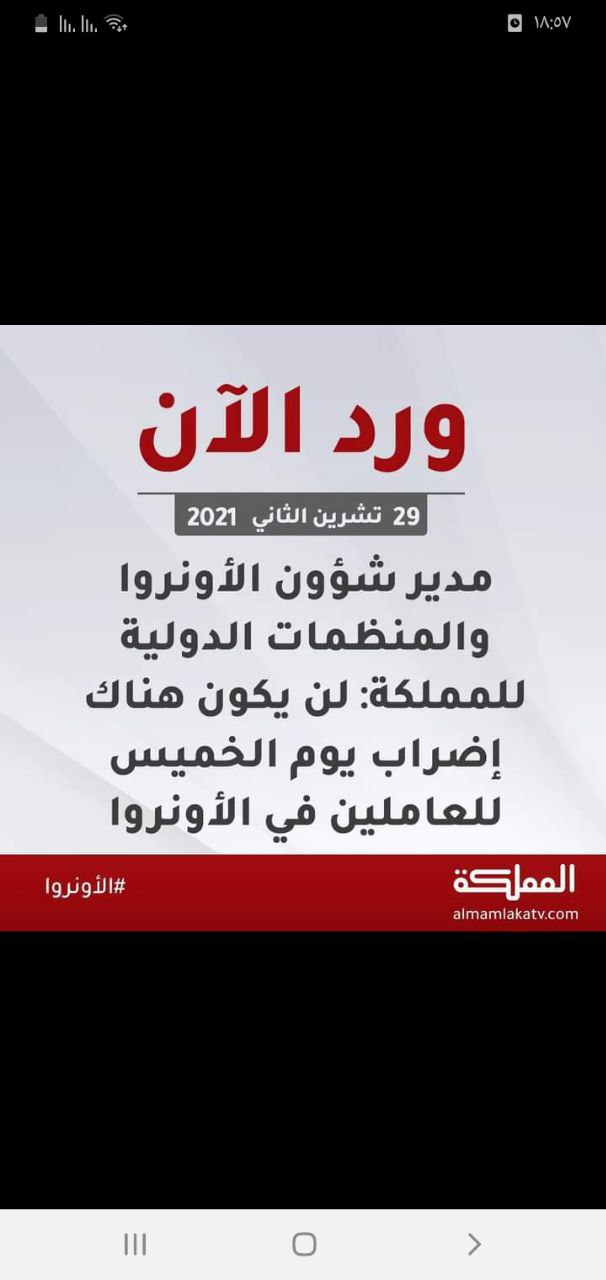 ١٨:٥٧
ورد الآن
29 تشرين الثاني 2021
مدير شؤون الأونروا
والمنظمات الدولية
للمملكة: لن يكون هناك
إضراب يوم الخميس
للعاملين في الأونروا
المملكة
almamlakatv.com
#الأونروا